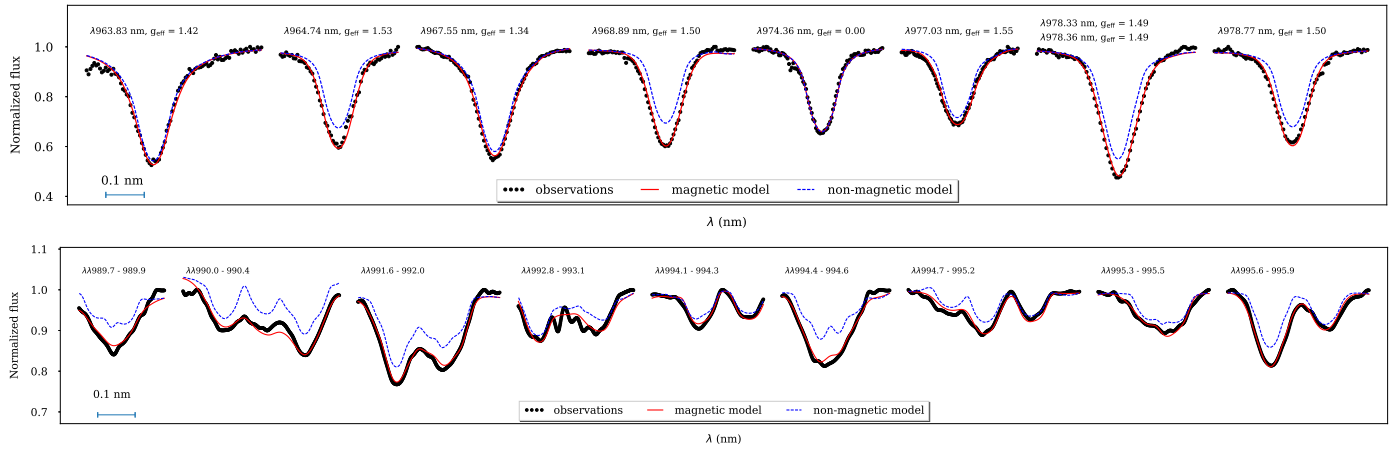 λ963.83 nm, g_eff = 1.42
λ964.74 nm, g_eff = 1.53
λ967.55 nm, g_eff = 1.34
λ968.89 nm, g_eff = 1.50
λ974.36 nm, g_eff = 0.00
λ977.03 nm, g_eff = 1.55
λ978.33 nm, g_eff = 1.49
λ978.36 nm, g_eff = 1.49
λ978.77 nm, g_eff = 1.50
Normalized flux
1.0
0.8
0.6
0.4
0.1 nm
observations
magnetic model
non-magnetic model
λ (nm)
λλ989.7 - 989.9
λλ990.0 - 990.4
λλ991.6 - 992.0
λλ992.8 - 993.1
λλ994.1 - 994.3
λλ994.4 - 994.6
λλ994.7 - 995.2
λλ995.3 - 995.5
λλ995.6 - 995.9
Normalized flux
1.1
1.0
0.9
0.8
0.7
0.1 nm
observations
magnetic model
non-magnetic model
λ (nm)